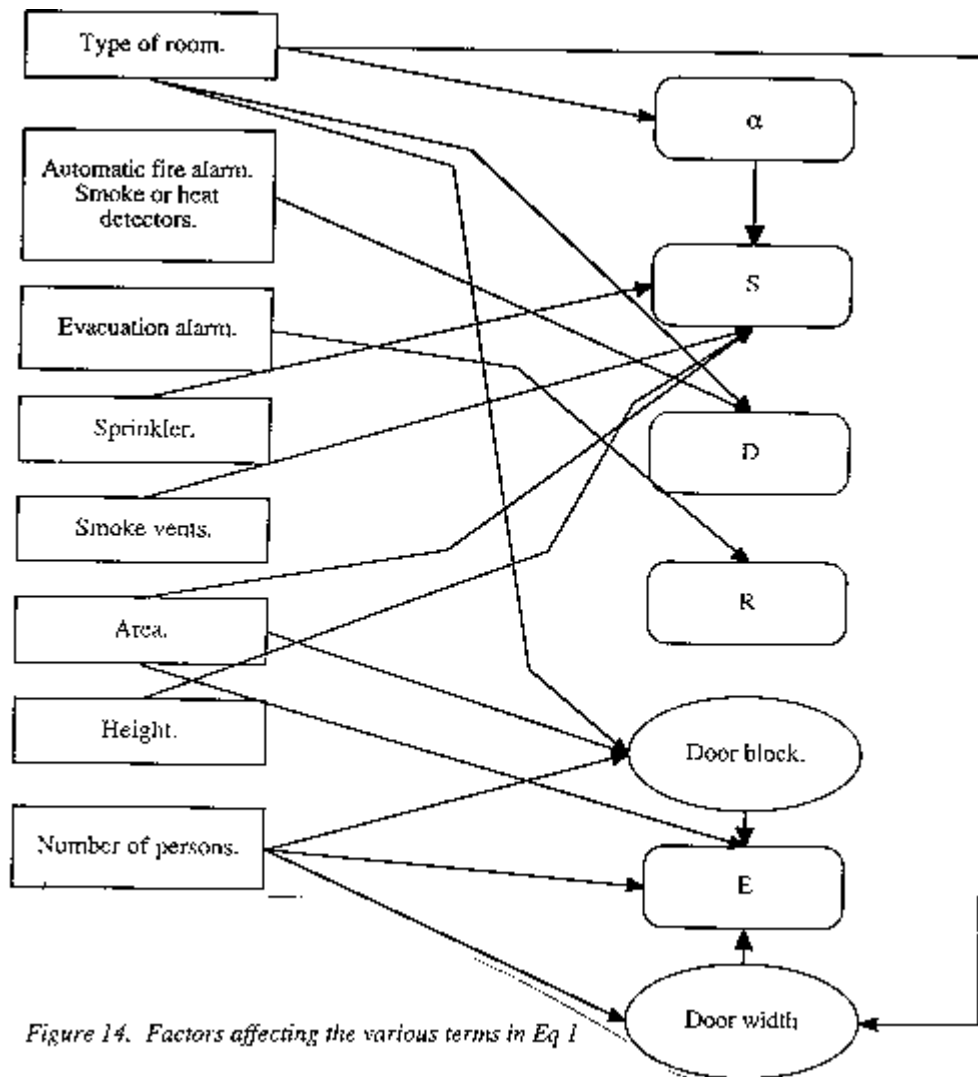 Type of room.
α
Automatic fire alarm.
Smoke or heat
detectors.
S
Evacuation alarm.
Sprinkler.
D
Smoke vents.
R
Area.
Height.
Door block.
Number of persons.
E
Door width
Figure 14. Factors affecting the various terms in Eq 1